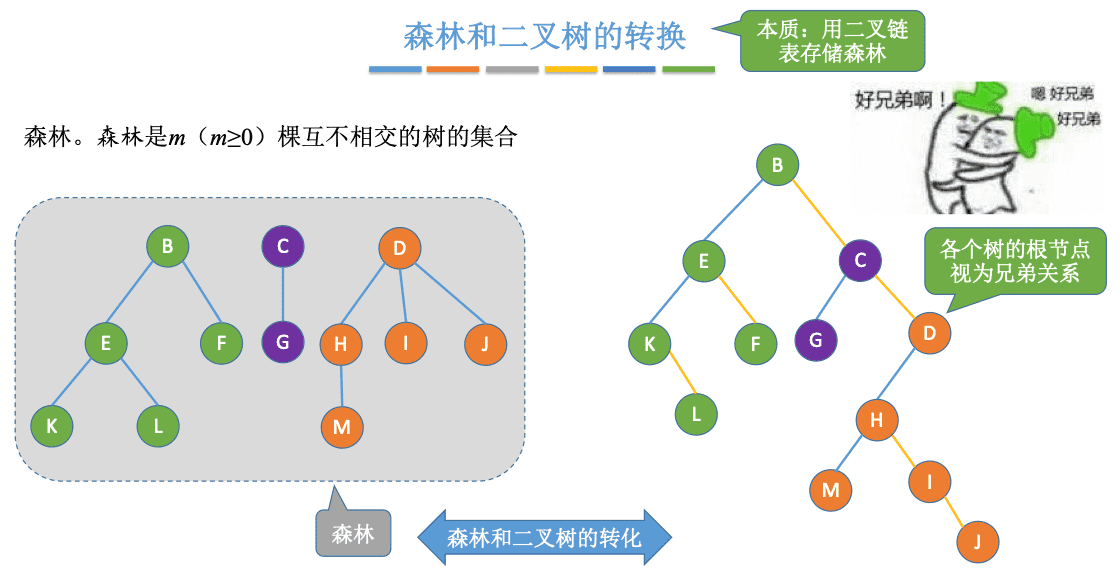 森林和二叉树的转换
本质：用二叉链
表存储森林
好兄弟啊！
嗯 好兄弟
好兄弟
森林。森林是m（m≥0）棵互不相交的树的集合
B
C
D
E
F
G
H
I
J
K
L
M
森林
森林和二叉树的转化
B
E
C
各个树的根节点
视为兄弟关系
K
F
G
D
L
H
M
I
J